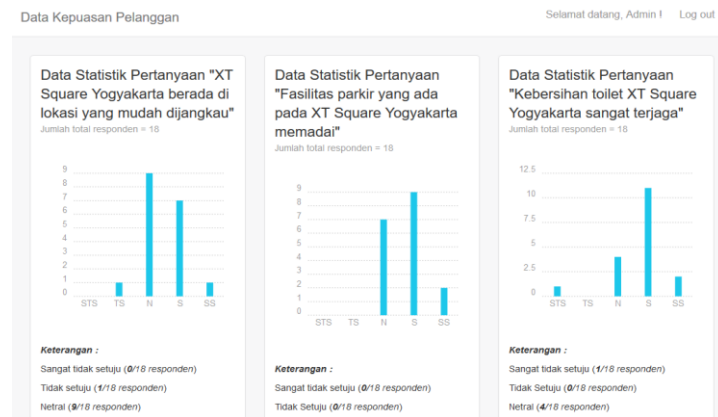 Data Kepuasan Pelanggan
Selamat datang, Admin !
Log out
Data Statistik Pertanyaan "XT
Square Yogyakarta berada di
lokasi yang mudah dijangkau"
Jumlah total responden = 18
9
8
7
6
5
4
3
2
1
0
STS TS N S SS
Keterangan :
Sangat tidak setuju (0/18 responden)
Tidak setuju (1/18 responden)
Netral (9/18 responden)
Data Statistik Pertanyaan
"Fasilitas parkir yang ada
pada XT Square Yogyakarta
memadai"
Jumlah total responden = 18
9
8
7
6
5
4
3
2
1
0
STS TS N S SS
Keterangan :
Sangat tidak setuju (0/18 responden)
Tidak Setuju (0/18 responden)
Data Statistik Pertanyaan
"Kebersihan toilet XT Square
Yogyakarta sangat terjaga"
Jumlah total responden = 18
12.5
10
7.5
5
2.5
0
STS TS N S SS
Keterangan :
Sangat tidak setuju (1/18 responden)
Tidak Setuju (0/18 responden)
Netral (4/18 responden)